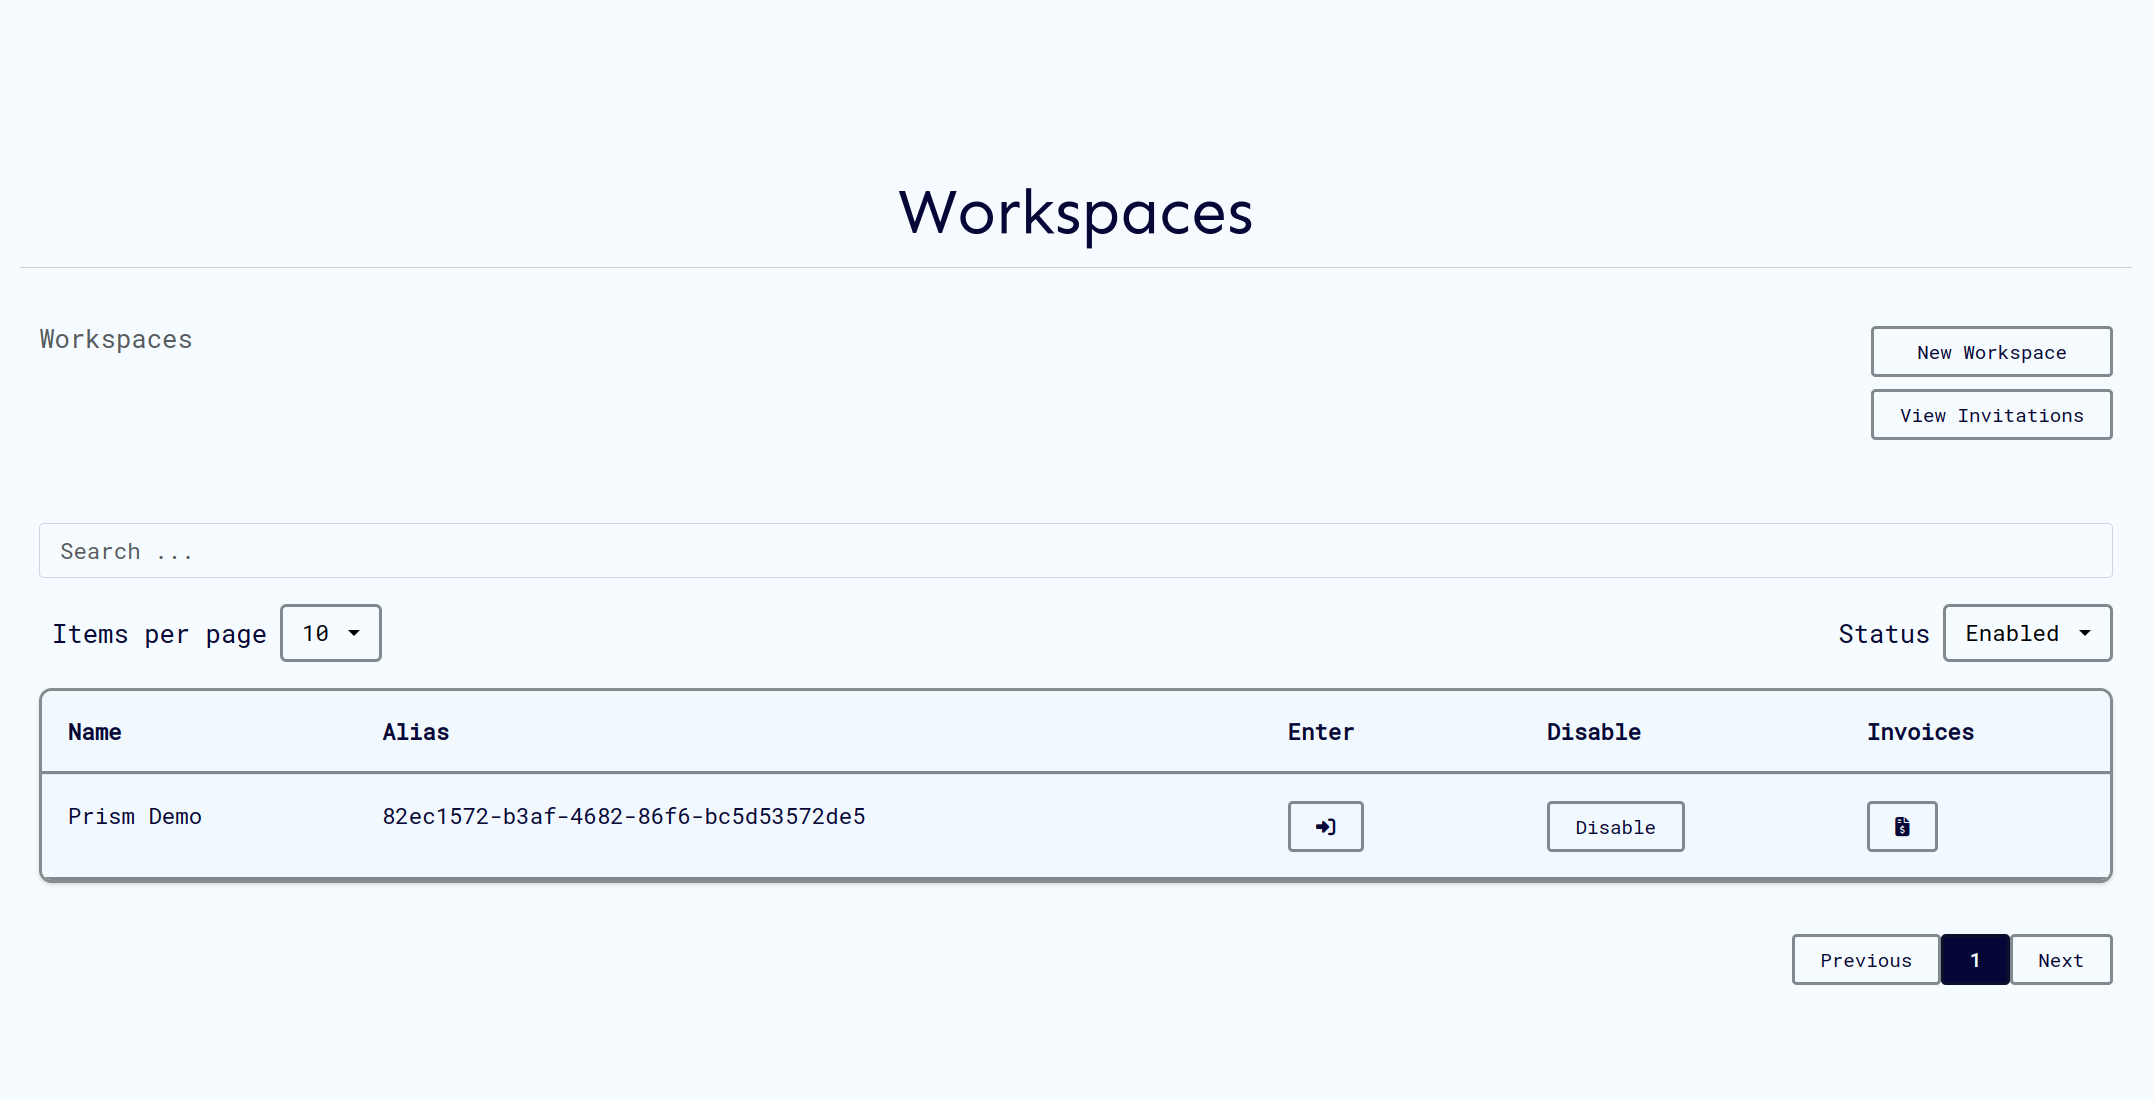 Workspaces
Workspaces
New Workspace
View Invitations
Search ...
Items per page 10 Status Enabled
Name Alias Enter Disable Invoices
Prism Demo 82ec1572-b3af-4682-86f6-bc5d53572de5 Disable
Previous 1 Next